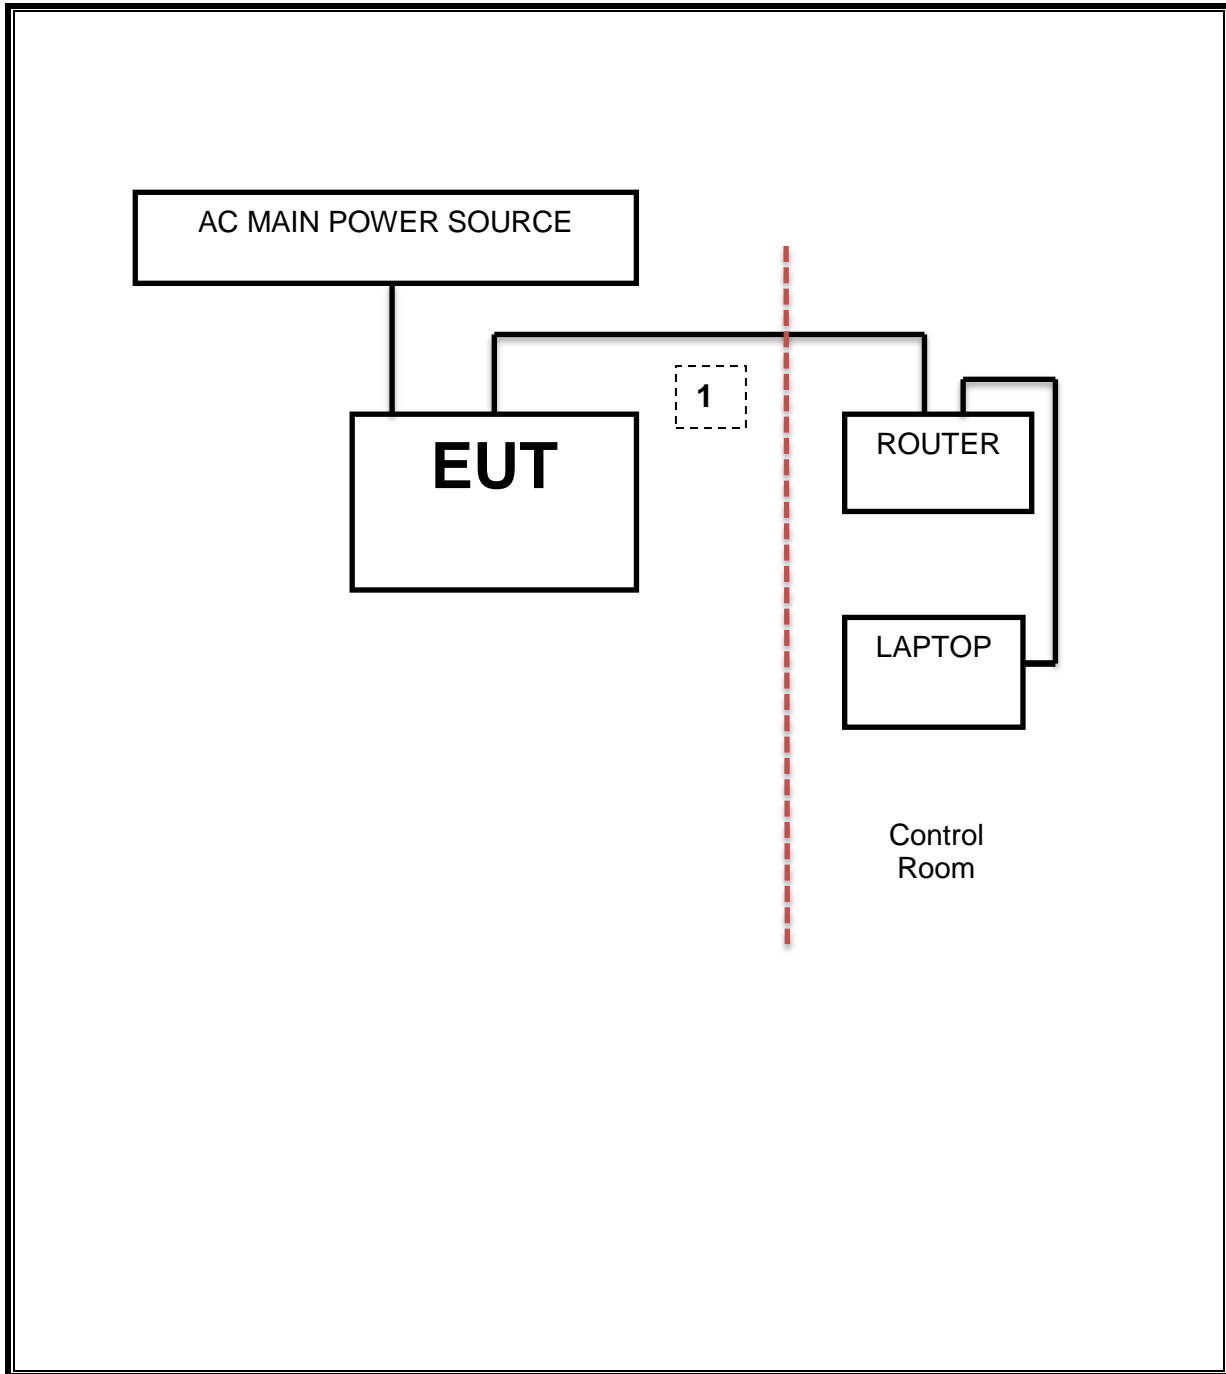 AC MAIN POWER SOURCE
1
EUT
ROUTER
LAPTOP
Control
Room